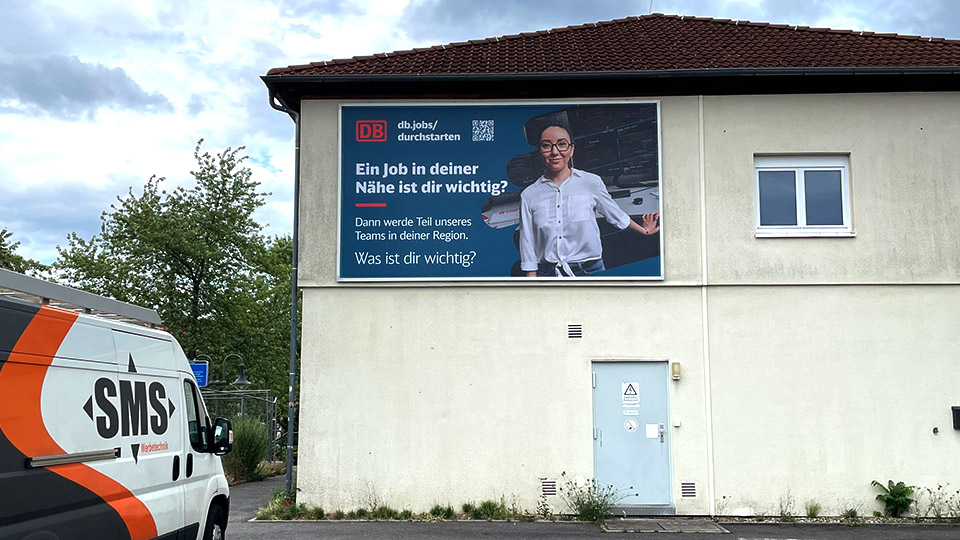 DB
db.jobs/
durchstarten
Ein Job in deiner
Nähe ist dir wichtig?
Dann werde Teil unseres
Teams in deiner Region.
Was ist dir wichtig?
SMS
Werbetechnik